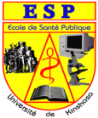 ESP
Ecole de Santé Publique
Université de Kinshasa